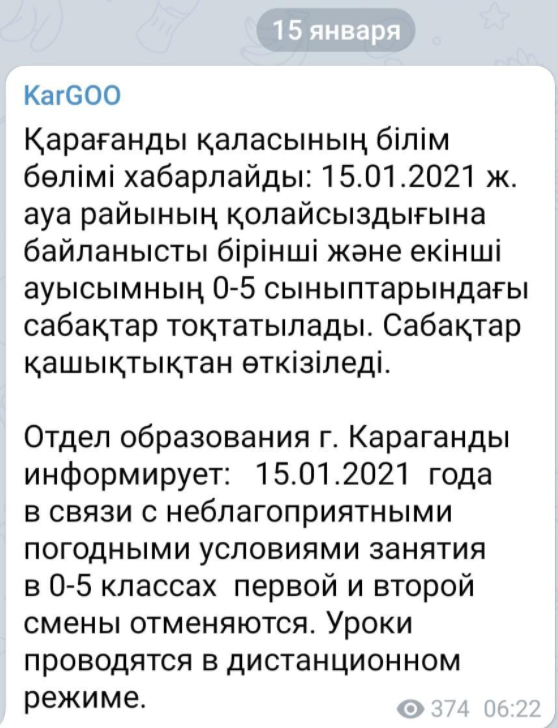 15 января
KarGOO
Қарағанды қаласының білім
бөлімі хабарлайды: 15.01.2021 ж.
ауа райының қолайсыздығына
байланысты бірінші және екінші
ауысымның 0-5 сыныптарындағы
сабақтар тоқтатылады. Сабақтар
қашықтықтан өткізіледі.
Отдел образования г. Караганды
информирует: 15.01.2021 года
в связи с неблагоприятными
погодными условиями занятия
в 0-5 классах первой и второй
смены отменяются. Уроки
проводятся в дистанционном
режиме.
374 06:22